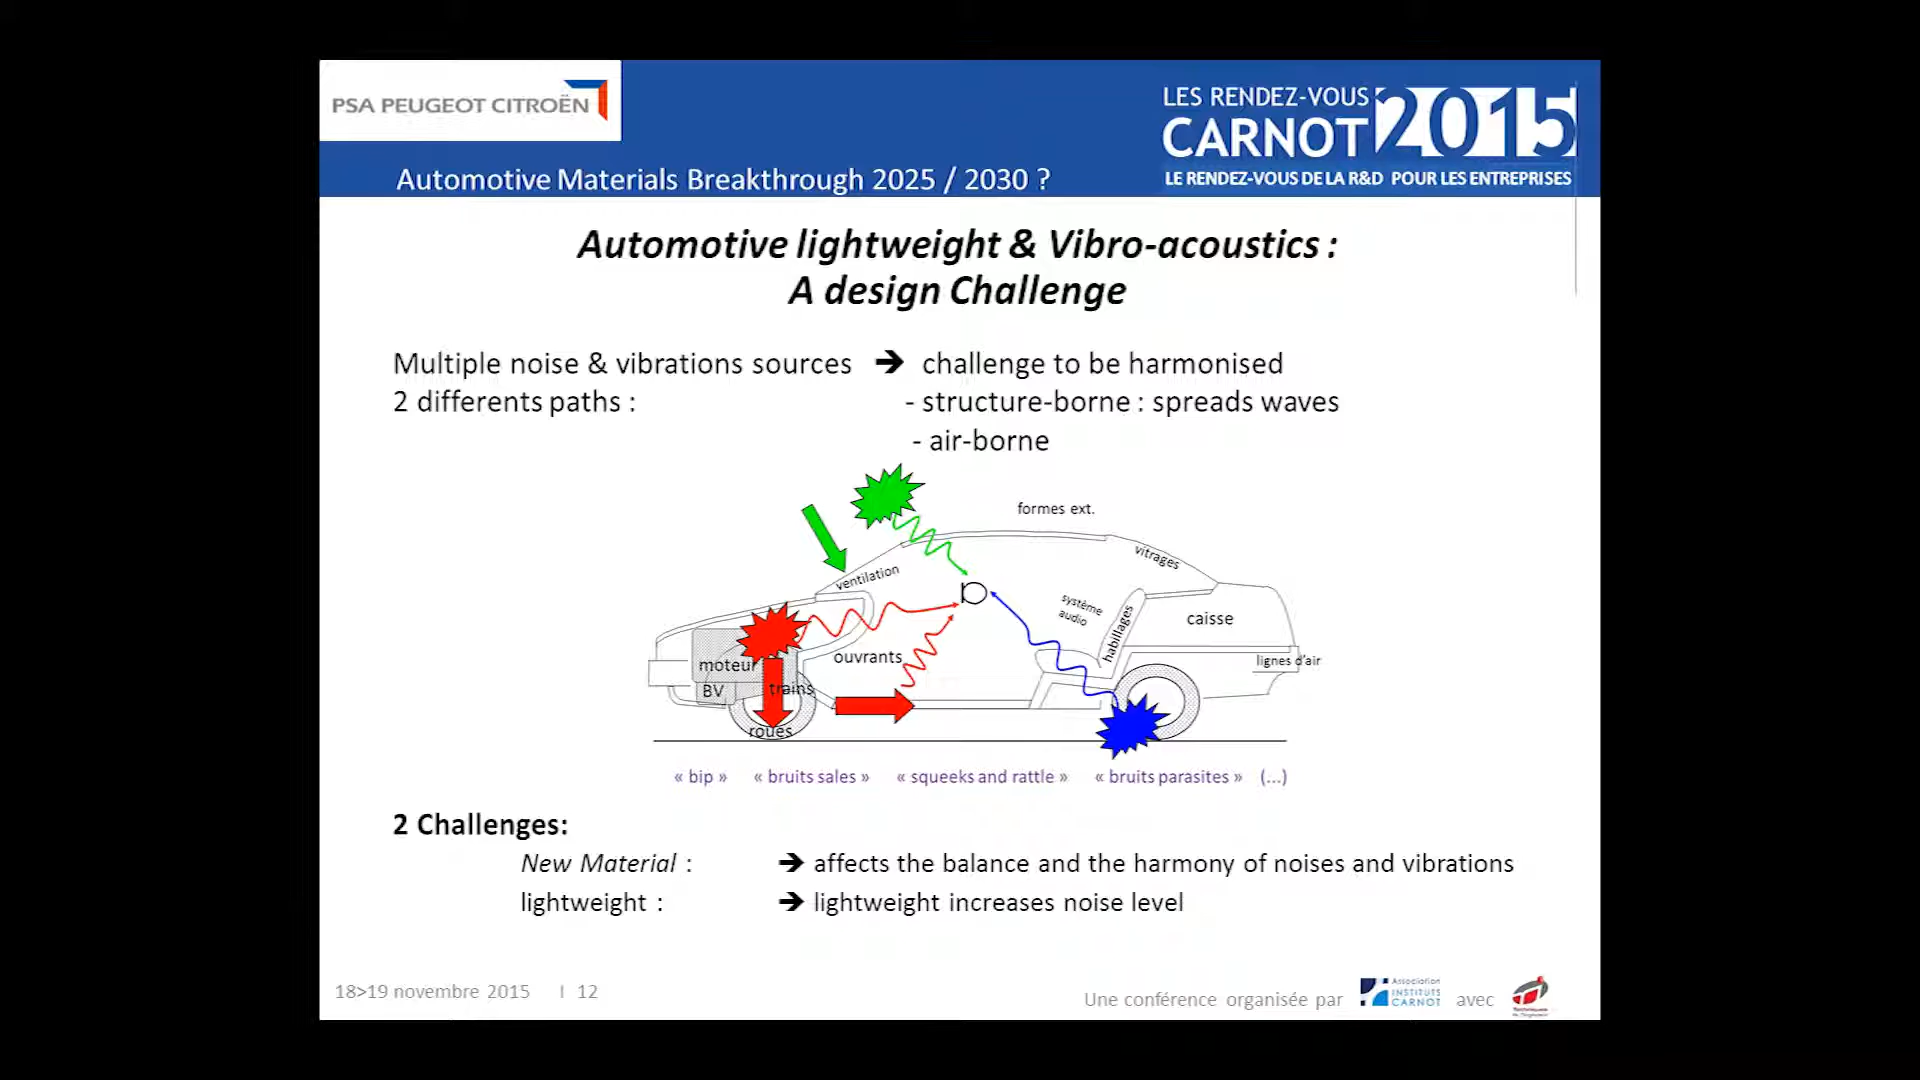 PSA PEUGEOT CITROËN
LES RENDEZ-VOUS
CARNOT 2015
LE RENDEZ-VOUS DE LA R&D POUR LES ENTREPRISES
Automotive Materials Breakthrough 2025 / 2030 ?
Automotive lightweight & Vibro-acoustics :
A design Challenge
Multiple noise & vibrations sources ➔ challenge to be harmonised
2 differents paths : - structure-borne : spreads waves
- air-borne
formes ext.
vitrages
ventilation
système
audio
habillages
caisse
ouvrants
lignes d'air
moteur
BV
trains
roues
« bip » « bruits sales » « squeeks and rattle » « bruits parasites » (...)
2 Challenges:
New Material : ➔ affects the balance and the harmony of noises and vibrations
lightweight : ➔ lightweight increases noise level
18>19 novembre 2015 I 12
Une conférence organisée par
Association
INSTITUTS
CARNOT
avec